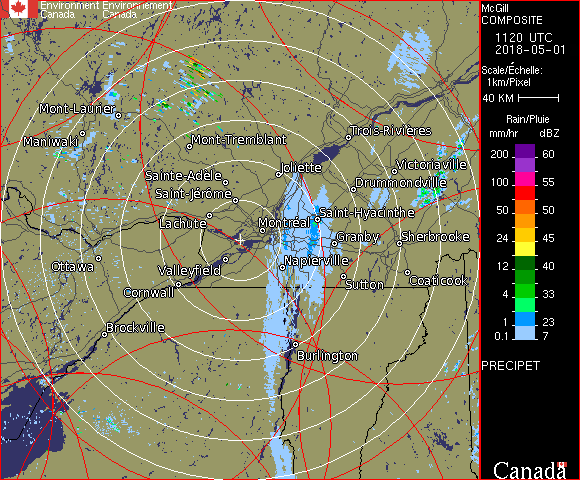 Environment Environnement
Canada Canada
McGill
COMPOSITE
1120 UTC
2018-05-01
Scale/Échelle:
1km/Pixel
40 KM
Rain/Pluie
mm/hr dBZ
200 60
100 55
50 50
24 45
12 40
4 33
1 23
0.1 7
PRECIPET
Canada
Mont-Laurier
Maniwaki
Mont-Tremblant
Trois-Rivières
Joliette
Victoriaville
Sainte-Adèle
Drummondville
Saint-Jérôme
Saint-Hyacinthe
Lachute
Montréal
Granby
Sherbrooke
Ottawa
Valleyfield
Napierville
Cornwall
Sutton
Coaticook
Brockville
Burlington